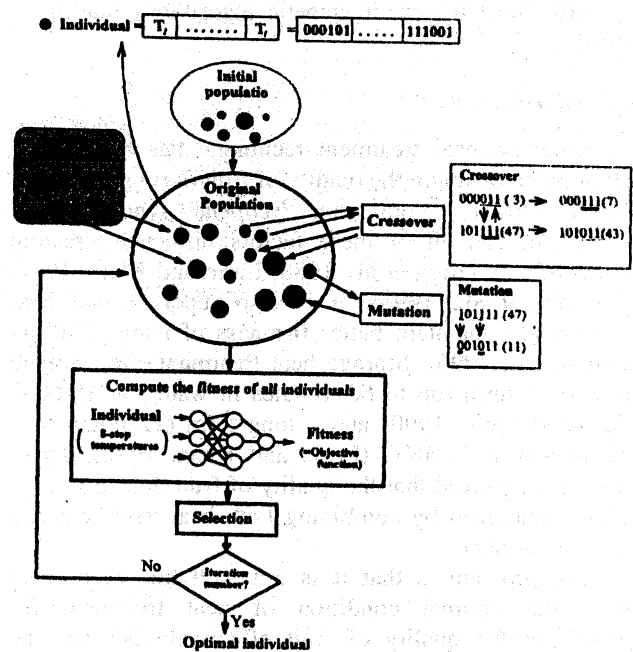 Individual = T₁ ....... Tₗ = 000101 ..... 111001
Initial
populatio
Original
Population
Crossover
Crossover
000011 ( 3) → 000111(7)
101111(47) → 101011(43)
Mutation
Mutation
101111 (47)
001011 (11)
Compute the fitness of all individuals
Individual
( 8-step
temperatures )
Fitness
(=Objective
function)
Selection
No
Iteration
number?
Yes
Optimal individual